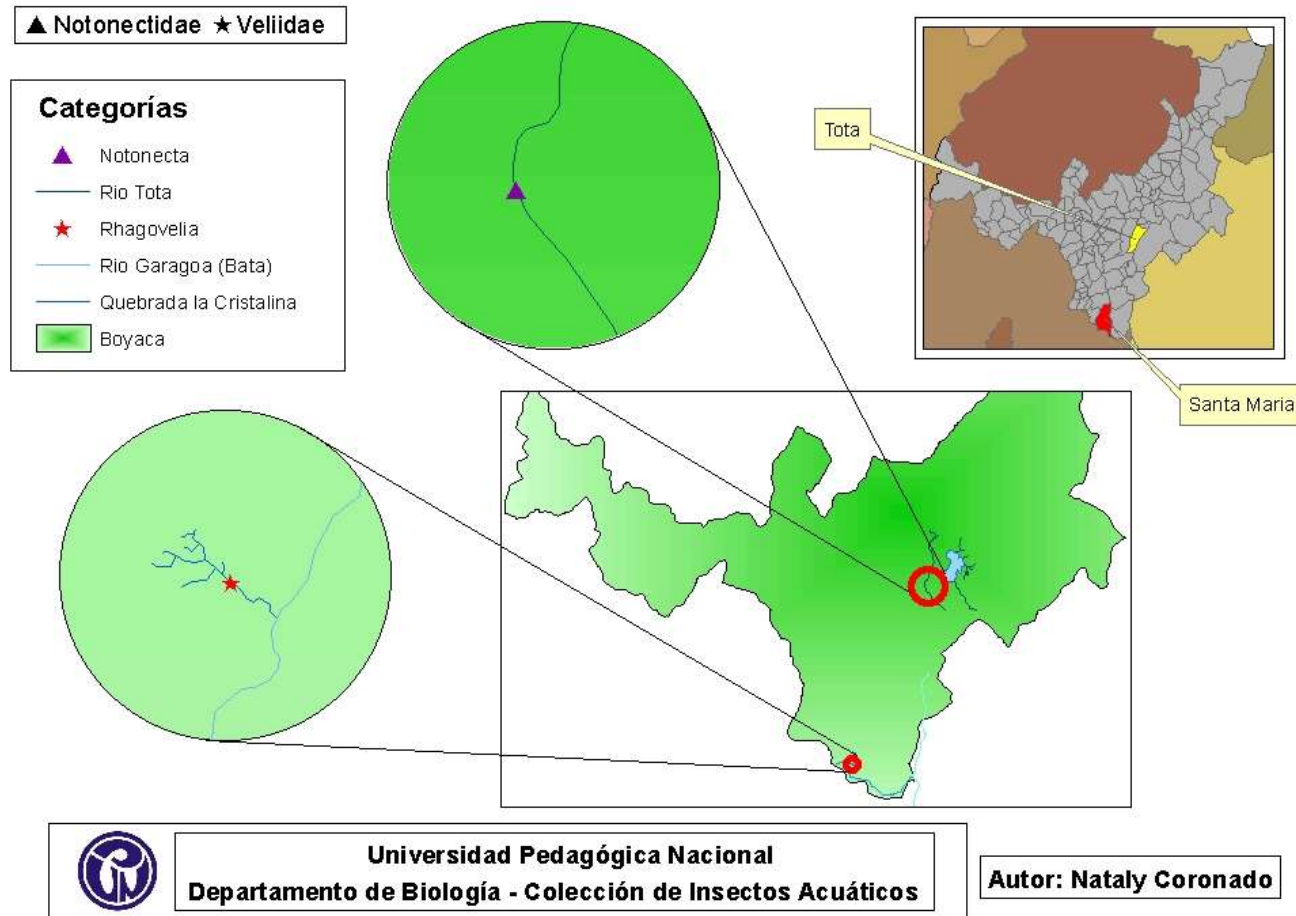 ▲ Notonectidae ★ Veliidae
Categorías
Notonecta
Rio Tota
Rhagovelia
Rio Garagoa (Bata)
Quebrada la Cristalina
Boyaca
Tota
Santa Maria
Universidad Pedagógica Nacional
Departamento de Biología - Colección de Insectos Acuáticos
Autor: Nataly Coronado